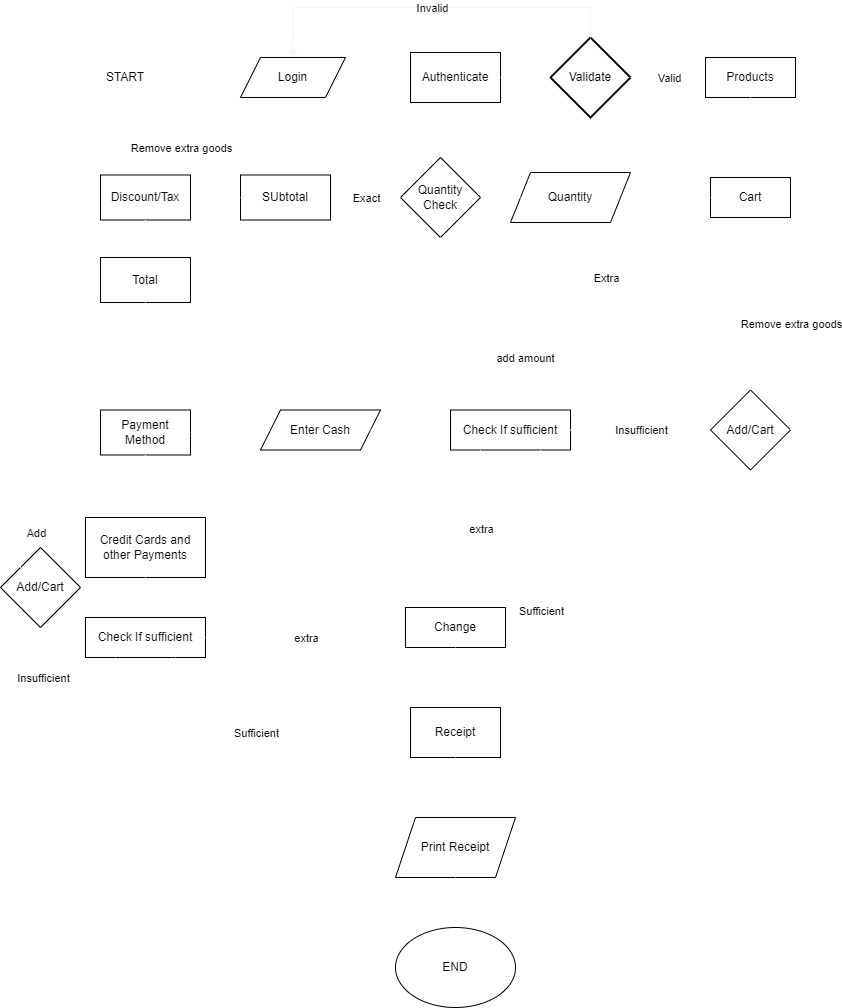 Invalid
START
Login
Authenticate
Validate
Valid
Products
Remove extra goods
Discount/Tax
SUbtotal
Exact
Quantity
Check
Quantity
Cart
Total
Extra
Remove extra goods
add amount
Payment
Method
Enter Cash
Check If sufficient
Insufficient
Add/Cart
Add
Add/Cart
Credit Cards and
other Payments
extra
Check If sufficient
extra
Change
Sufficient
Insufficient
Sufficient
Receipt
Print Receipt
END